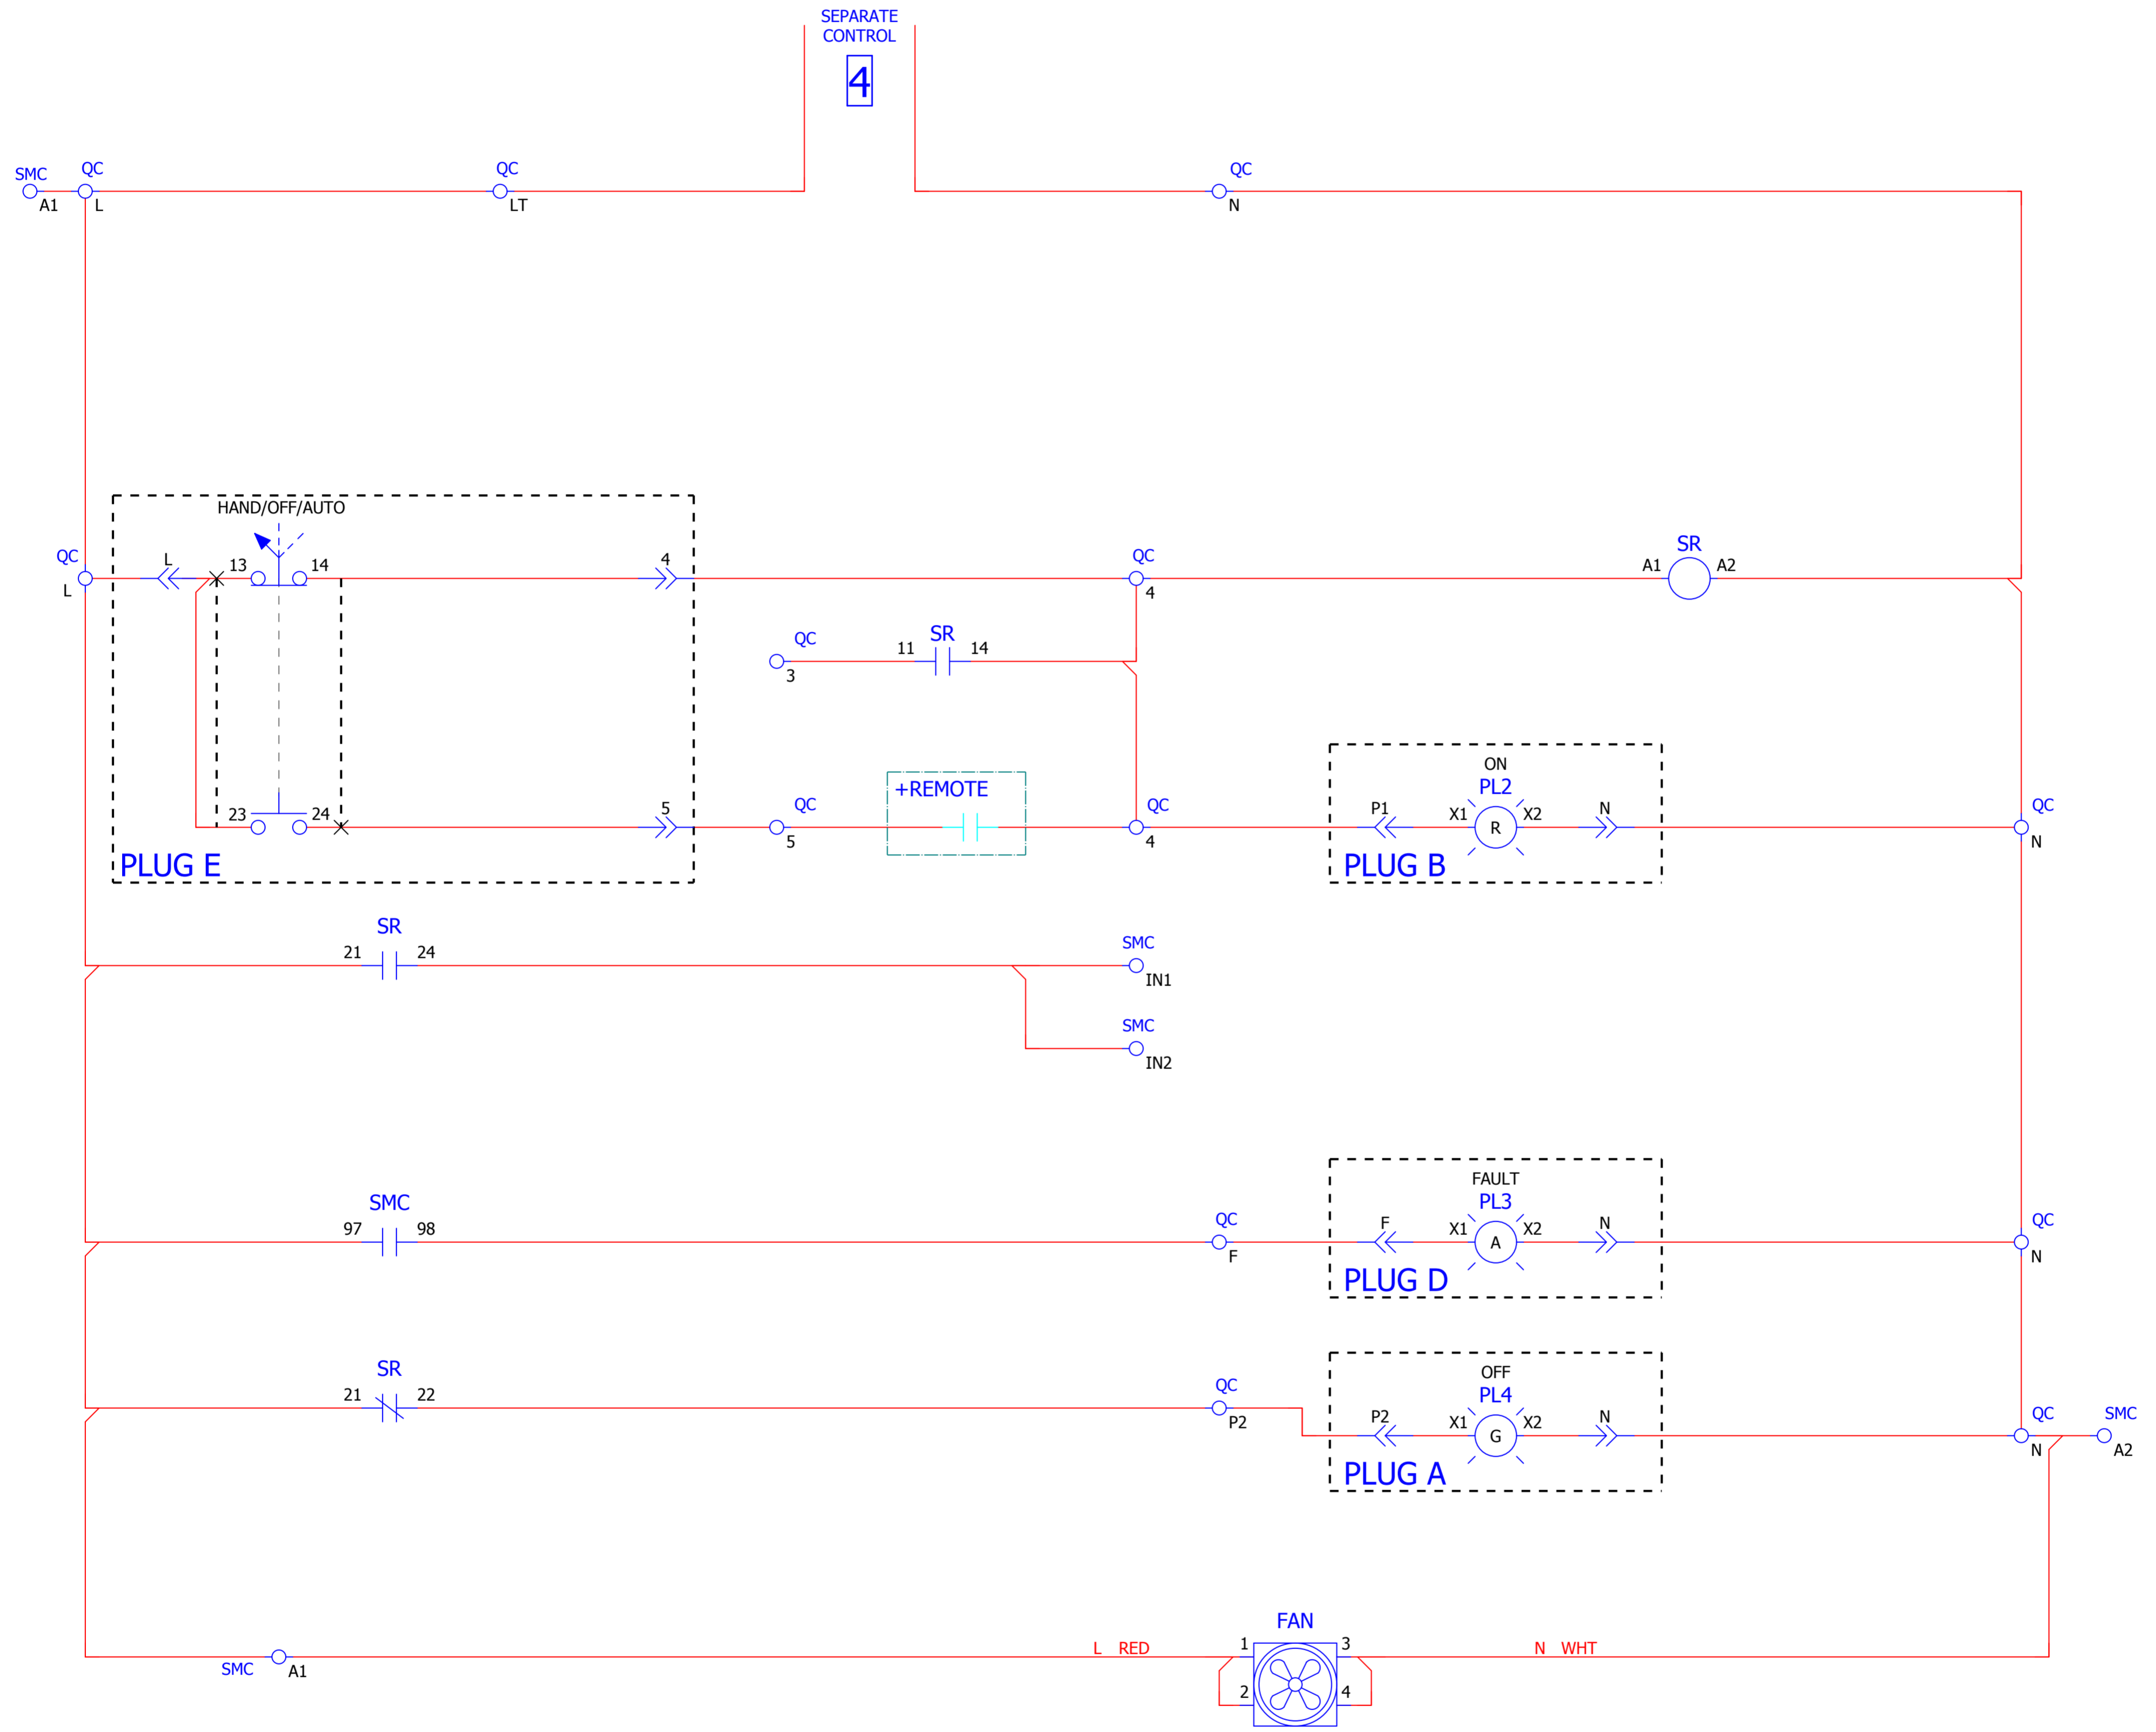 SEPARATE
CONTROL
4
SMC
A1
QC
L
QC
LT
QC
N
HAND/OFF/AUTO
QC
L
L
13
14
4
QC
4
A1
SR
A2
QC
3
11
SR
14
23
24
5
QC
5
+REMOTE
QC
4
ON
PL2
P1
X1
R
X2
N
QC
N
PLUG E
PLUG B
SR
21
24
SMC
IN1
SMC
IN2
SMC
97
98
QC
F
FAULT
PL3
F
X1
A
X2
N
QC
N
PLUG D
SR
21
22
QC
P2
OFF
PL4
P2
X1
G
X2
N
QC
N
SMC
A2
PLUG A
SMC
A1
L RED
FAN
1
2
3
4
N WHT